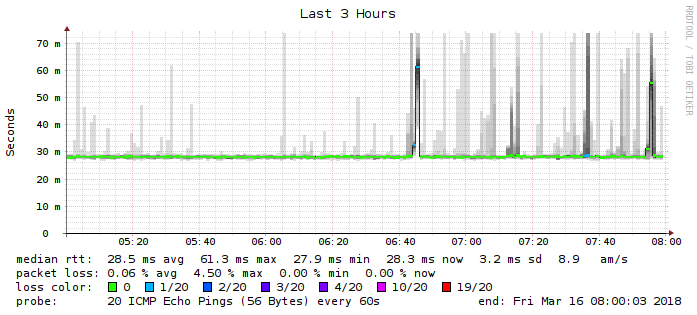 Last 3 Hours
RRDTOOL / TOBI OETIKER
Seconds
70 m
60 m
50 m
40 m
30 m
20 m
10 m
0
05:20 05:40 06:00 06:20 06:40 07:00 07:20 07:40 08:00
median rtt: 28.5 ms avg 61.3 ms max 27.9 ms min 28.3 ms now 3.2 ms sd 8.9 am/s
packet loss: 0.06 % avg 4.50 % max 0.00 % min 0.00 % now
loss color: 0 1/20 2/20 3/20 4/20 10/20 19/20
probe: 20 ICMP Echo Pings (56 Bytes) every 60s end: Fri Mar 16 08:00:03 2018